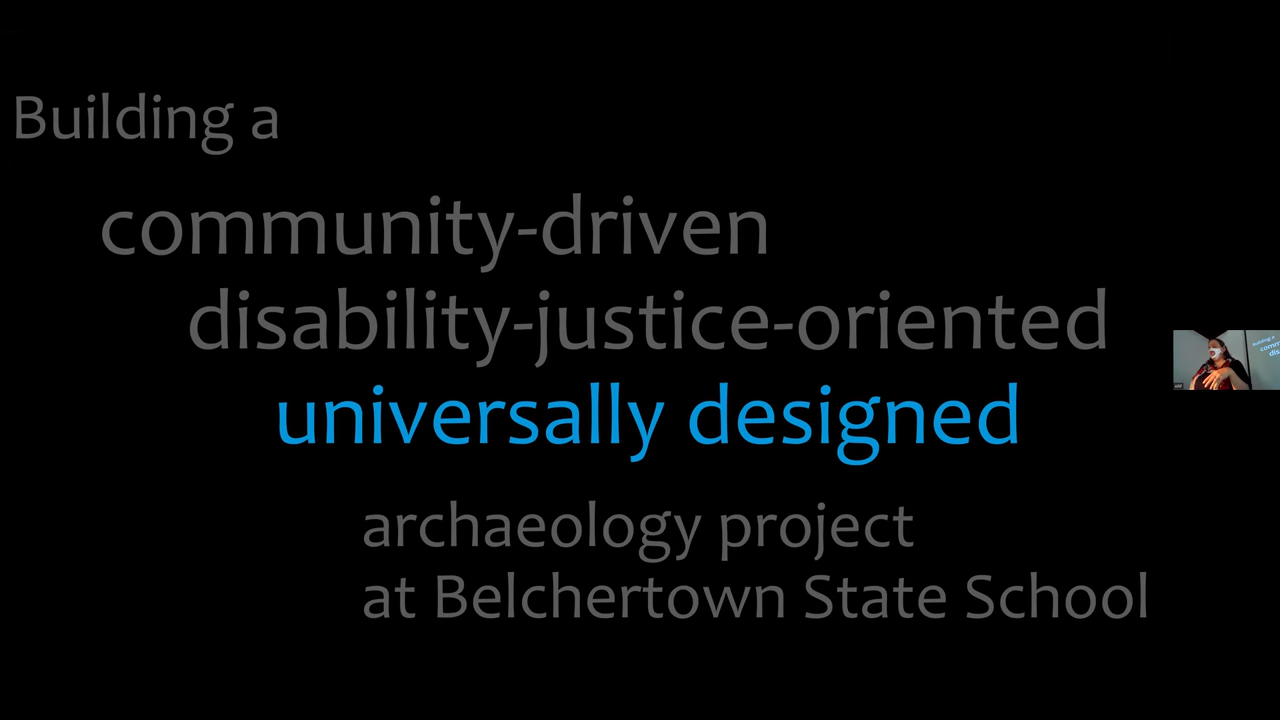 Building a
community-driven
disability-justice-oriented
universally designed
archaeology project
at Belchertown State School